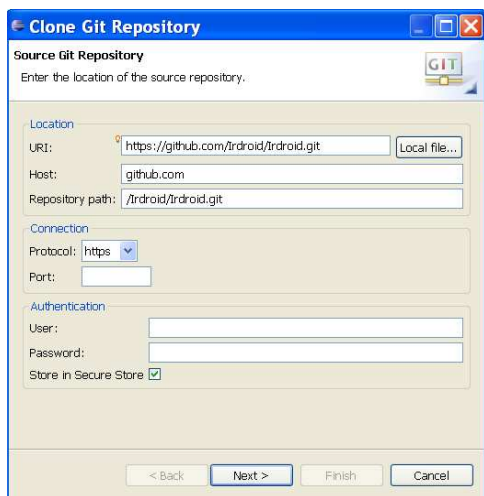 Clone Git Repository
Source Git Repository
Enter the location of the source repository.
GIT
Location
URI: https://github.com/Irdroid/Irdroid.git Local file...
Host: github.com
Repository path: /Irdroid/Irdroid.git
Connection
Protocol: https
Port:
Authentication
User:
Password:
Store in Secure Store
< Back Next > Finish Cancel